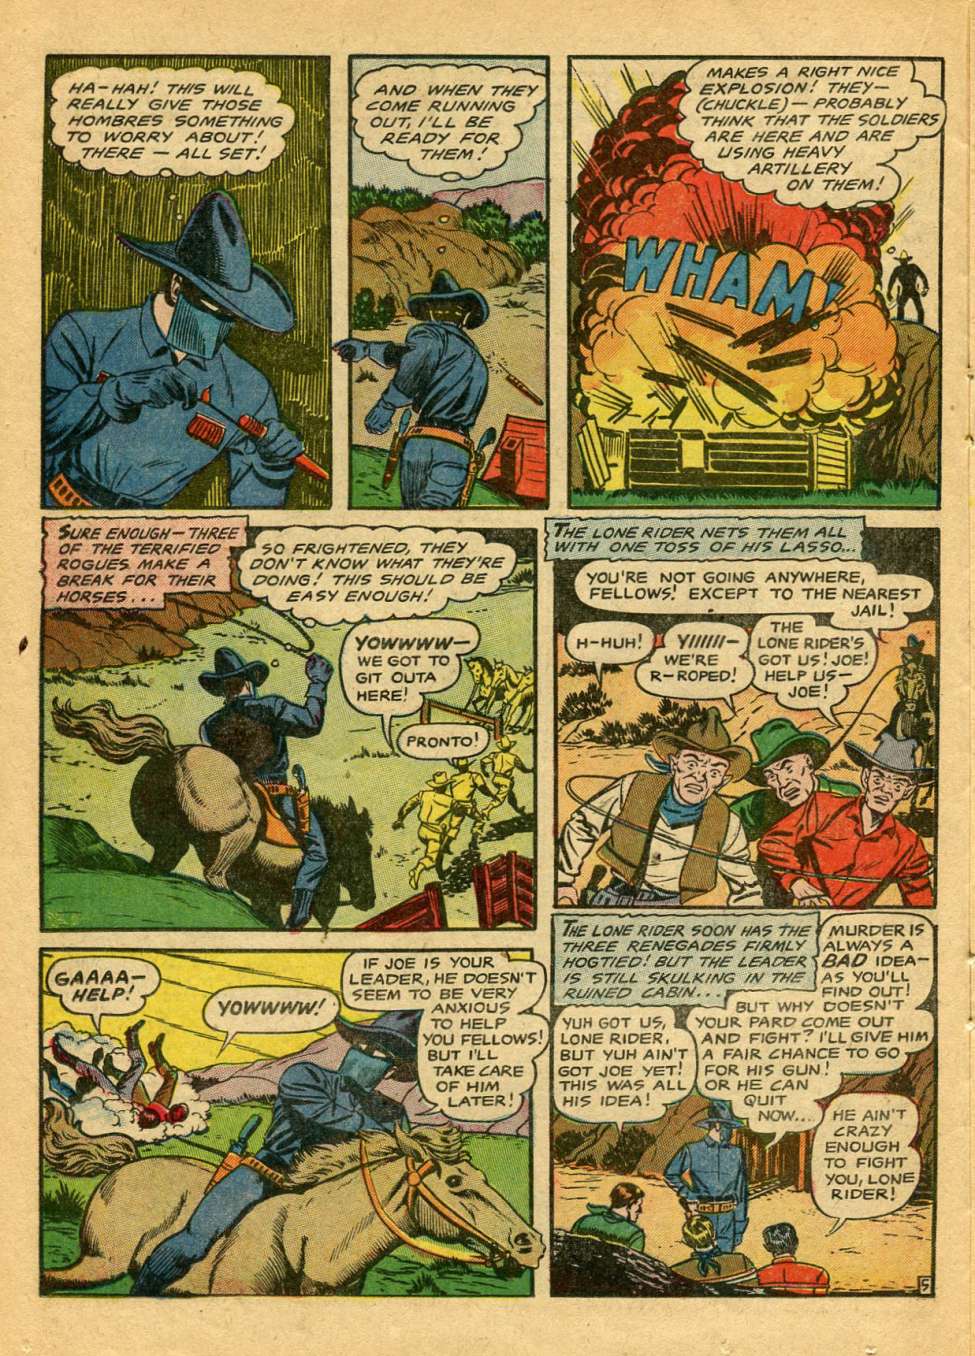 HA-HAH! THIS WILL
REALLY GIVE THOSE
HOMBRES SOMETHING
TO WORRY ABOUT!
THERE — ALL SET!
AND WHEN THEY
COME RUNNING
OUT, I'LL BE
READY FOR
THEM!
MAKES A RIGHT NICE
EXPLOSION! THEY—
(CHUCKLE)— PROBABLY
THINK THAT THE SOLDIERS
ARE HERE AND ARE
USING HEAVY
ARTILLERY
ON THEM!
WHAM!
SURE ENOUGH—THREE
OF THE TERRIFIED
ROGUES MAKE A
BREAK FOR THEIR
HORSES...
SO FRIGHTENED, THEY
DON'T KNOW WHAT THEY'RE
DOING! THIS SHOULD BE
EASY ENOUGH!
YOWWWW—
WE GOT TO
GIT OUTA
HERE!
PRONTO!
THE LONE RIDER NETS THEM ALL
WITH ONE TOSS OF HIS LASSO...
YOU'RE NOT GOING ANYWHERE,
FELLOWS! EXCEPT TO THE NEAREST
JAIL!
H-HUH!
YIIIIII—
WE'RE
R-ROPED!
THE
LONE RIDER'S
GOT US! JOE!
HELP US—
JOE!
GAAAA—
HELP!
YOWWWW!
IF JOE IS YOUR
LEADER, HE DOESN'T
SEEM TO BE VERY
ANXIOUS
TO HELP
YOU FELLOWS!
BUT I'LL
TAKE CARE
OF HIM
LATER!
THE LONE RIDER SOON HAS THE
THREE RENEGADES FIRMLY
HOGTIED! BUT THE LEADER
IS STILL SKULKING IN THE
RUINED CABIN...
YUH GOT US,
LONE RIDER,
BUT YUH AIN'T
GOT JOE YET!
THIS WAS ALL
HIS IDEA!
MURDER IS
ALWAYS A
BAD IDEA—
AS YOU'LL
FIND OUT!
BUT WHY DOESN'T
YOUR PARD COME OUT
AND FIGHT? I'LL GIVE HIM
A FAIR CHANCE TO GO
FOR HIS GUN!
OR HE CAN
QUIT
NOW...
HE AIN'T
CRAZY
ENOUGH
TO FIGHT
YOU, LONE
RIDER!
5